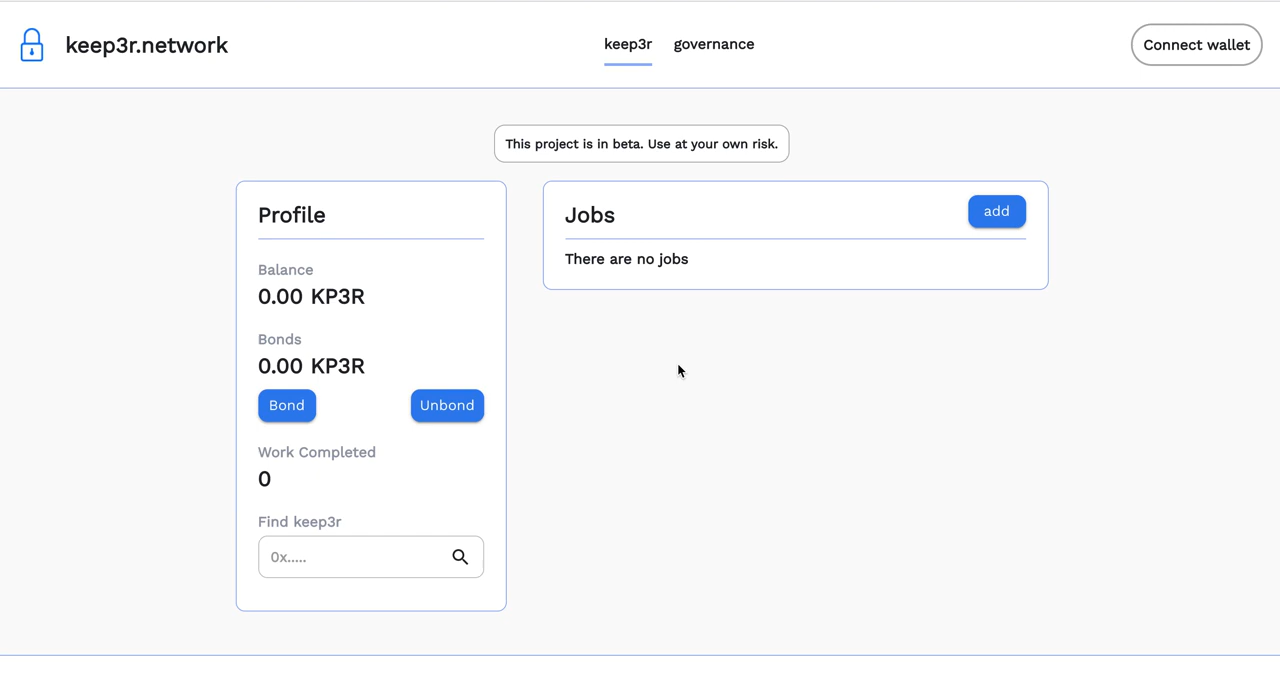 keep3r.network
keep3r governance
Connect wallet
This project is in beta. Use at your own risk.
Profile
Balance
0.00 KP3R
Bonds
0.00 KP3R
Bond Unbond
Work Completed
0
Find keep3r
0x.....
Jobs
add
There are no jobs